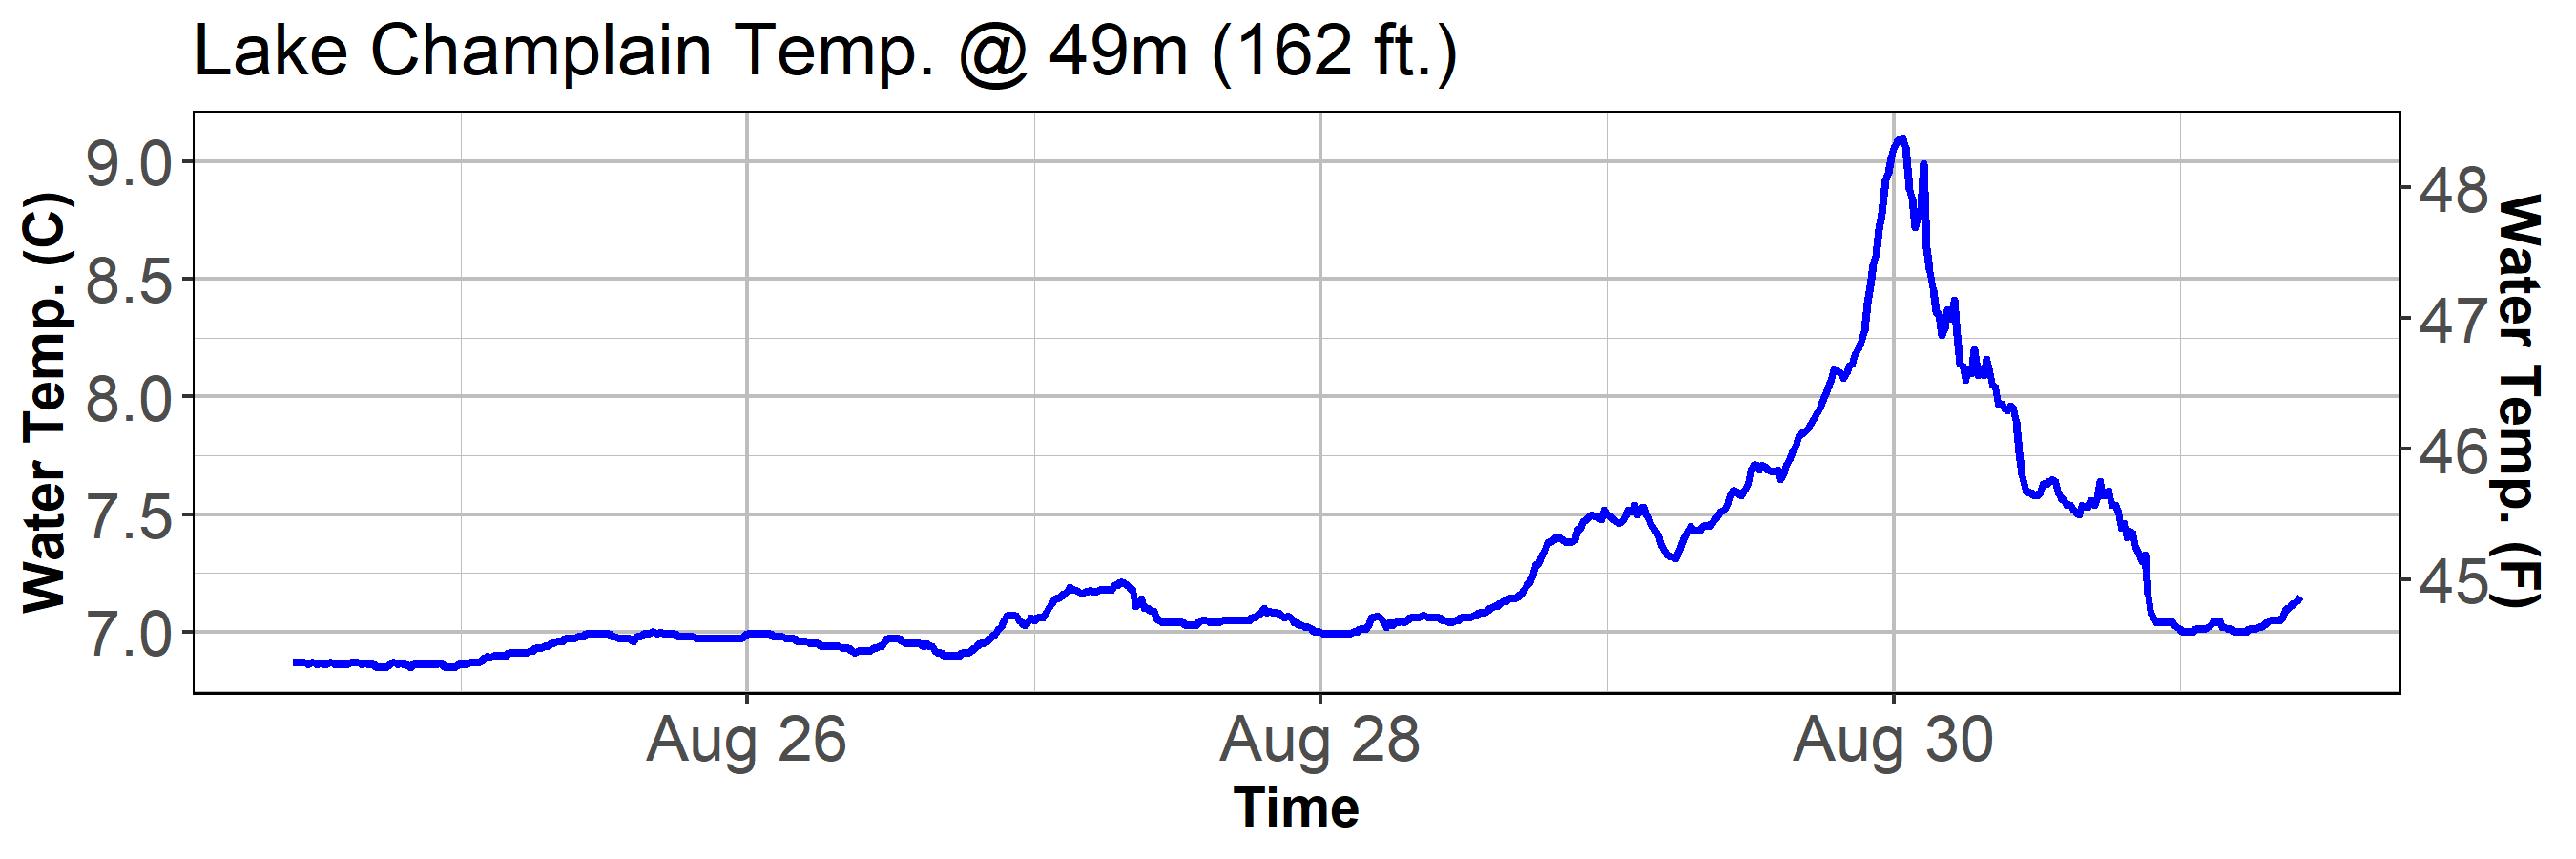 Lake Champlain Temp. @ 49m (162 ft.)
Water Temp. (C)
9.0
8.5
8.0
7.5
7.0
48
47
46
45
Water Temp. (F)
Aug 26 Aug 28 Aug 30
Time